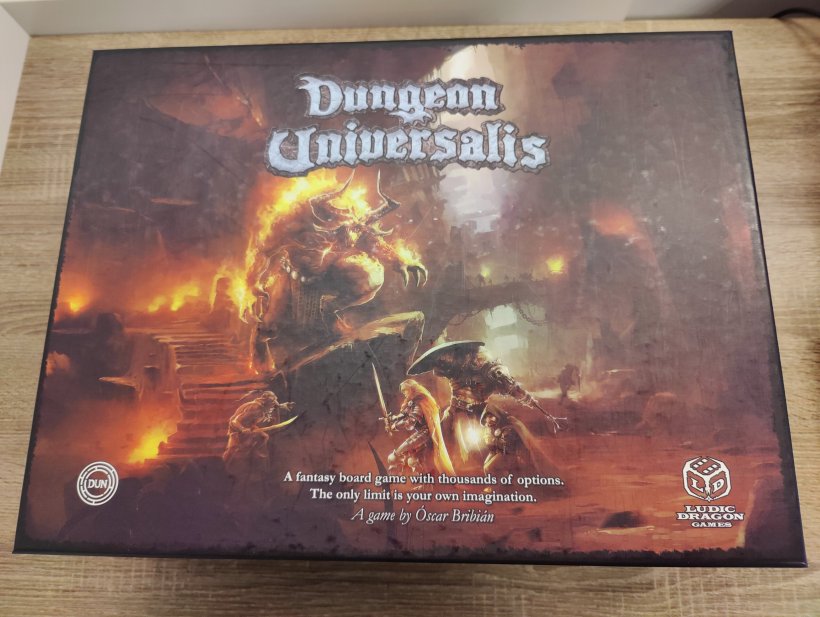 Dungeon
Universalis
A fantasy board game with thousands of options.
The only limit is your own imagination.
A game by Óscar Bribián
DUN
L D
LUDIC
DRAGON
GAMES